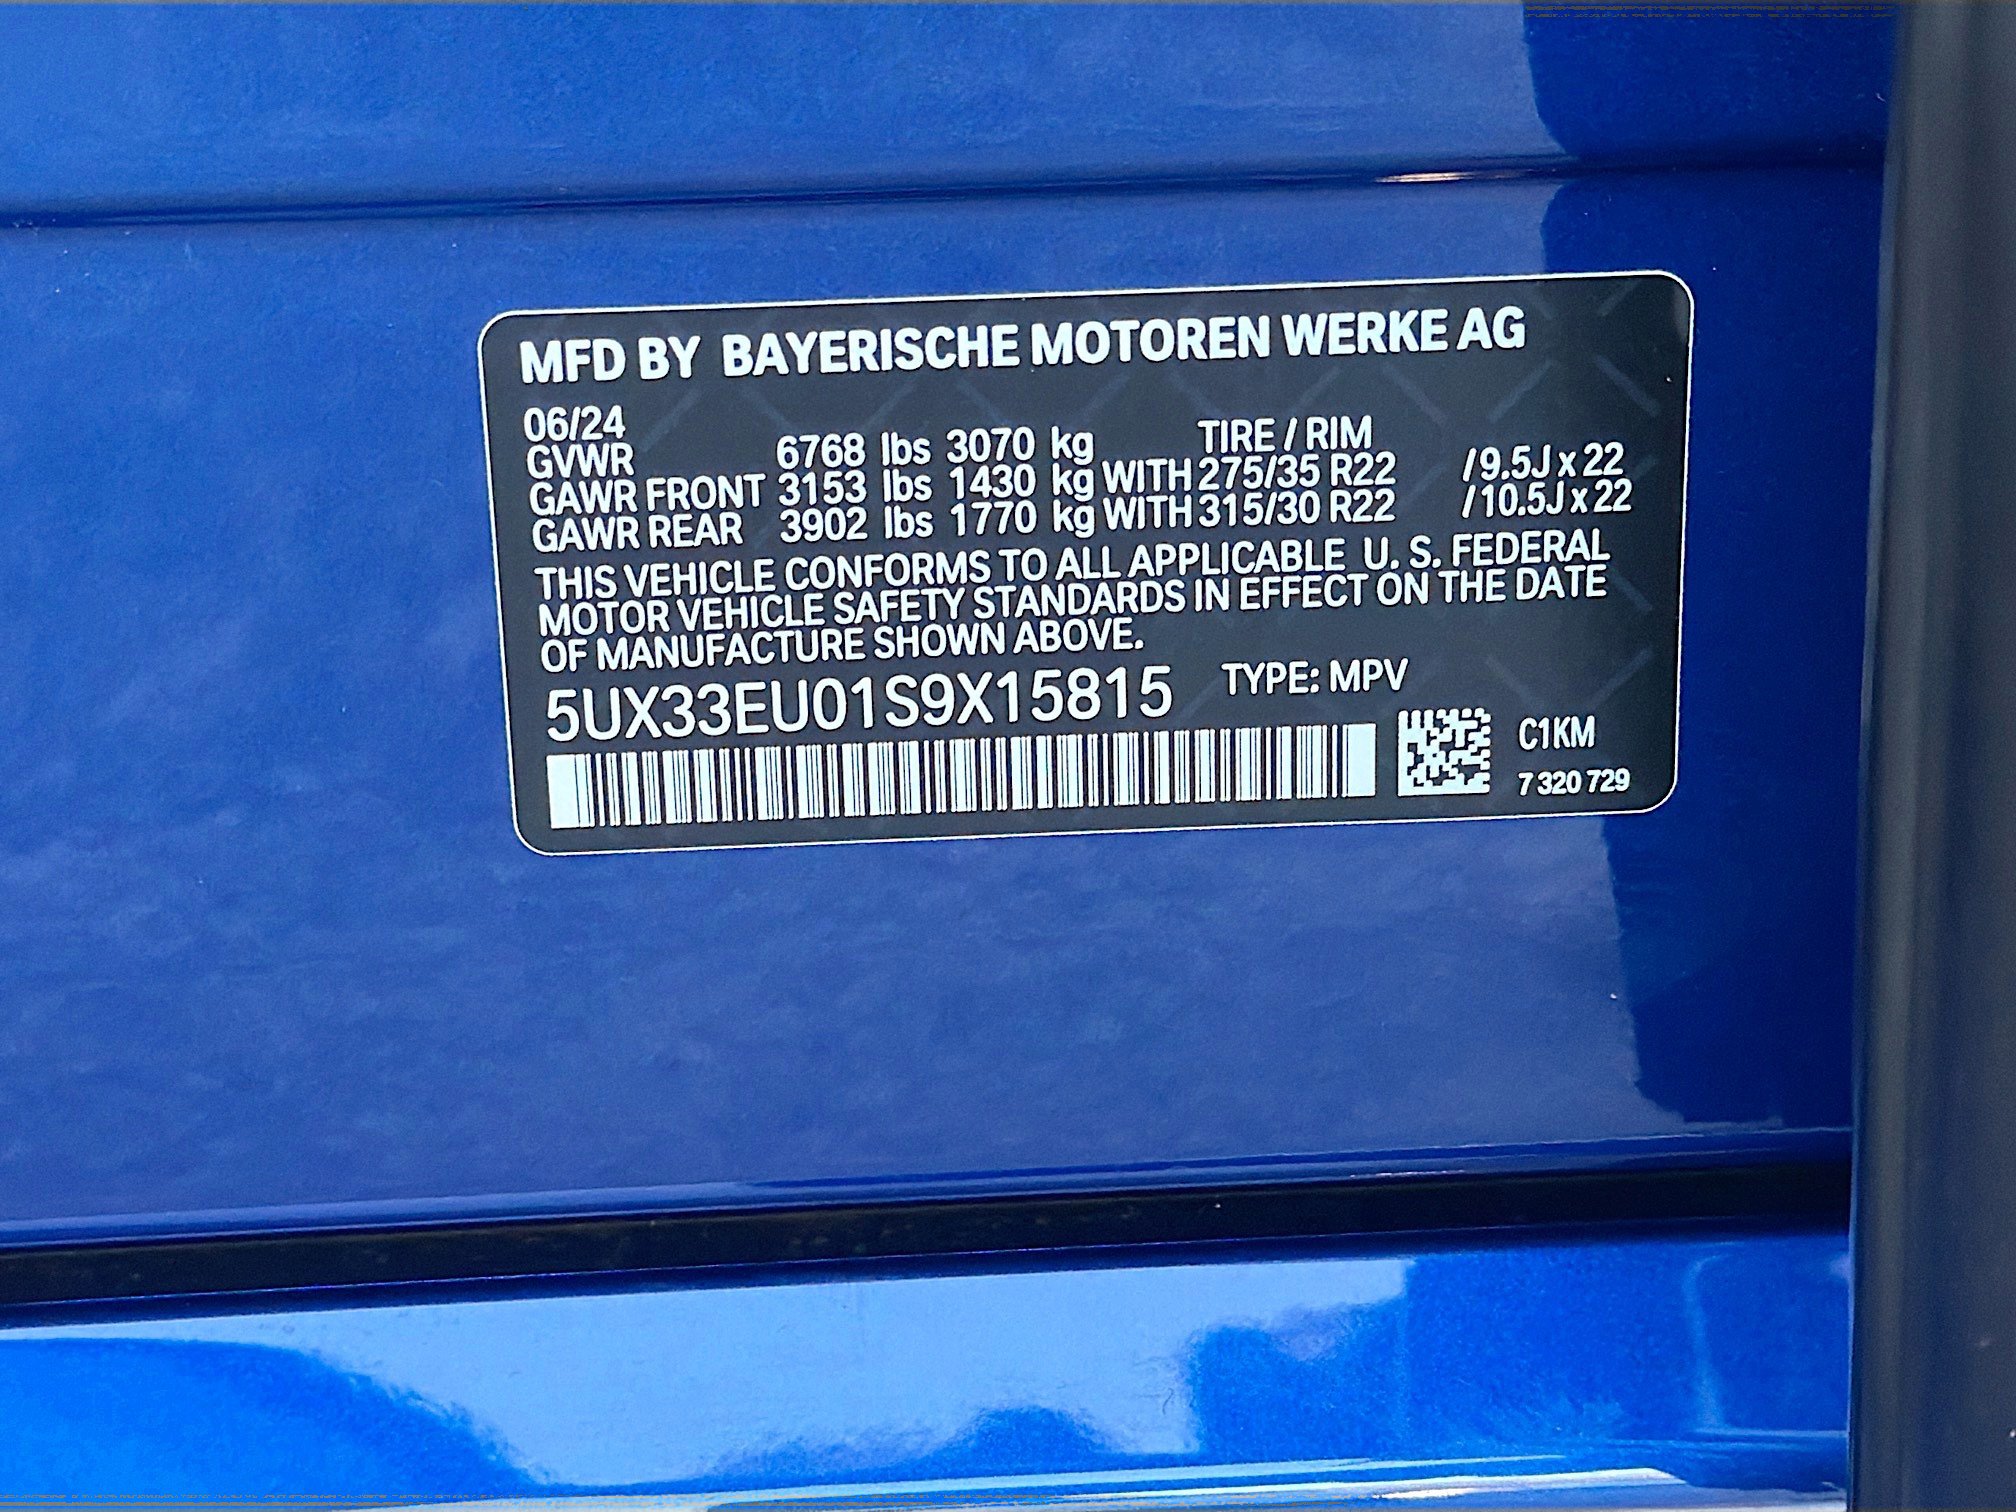 MFD BY BAYERISCHE MOTOREN WERKE AG
06/24
GVWR 6768 lbs 3070 kg TIRE / RIM
GAWR FRONT 3153 lbs 1430 kg WITH 275/35 R22 / 9.5J x 22
GAWR REAR 3902 lbs 1770 kg WITH 315/30 R22 / 10.5J x 22
THIS VEHICLE CONFORMS TO ALL APPLICABLE U. S. FEDERAL
MOTOR VEHICLE SAFETY STANDARDS IN EFFECT ON THE DATE
OF MANUFACTURE SHOWN ABOVE.
5UX33EU01S9X15815 TYPE: MPV
C1KM
7 320 729